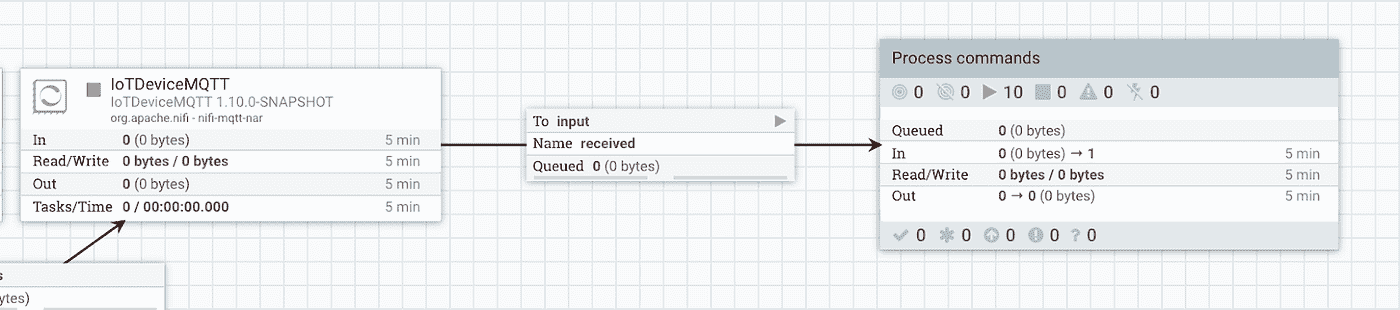 IoTDeviceMQTT
IoTDeviceMQTT 1.10.0-SNAPSHOT
org.apache.nifi - nifi-mqtt-nar
In 0 (0 bytes) 5 min
Read/Write 0 bytes / 0 bytes 5 min
Out 0 (0 bytes) 5 min
Tasks/Time 0 / 00:00:00.000 5 min
s
ytes)
To input
Name received
Queued 0 (0 bytes)
Process commands
0 0 10 0 0 0
Queued 0 (0 bytes)
In 0 (0 bytes) → 1 5 min
Read/Write 0 bytes / 0 bytes 5 min
Out 0 → 0 (0 bytes) 5 min
0 0 0 0 ? 0